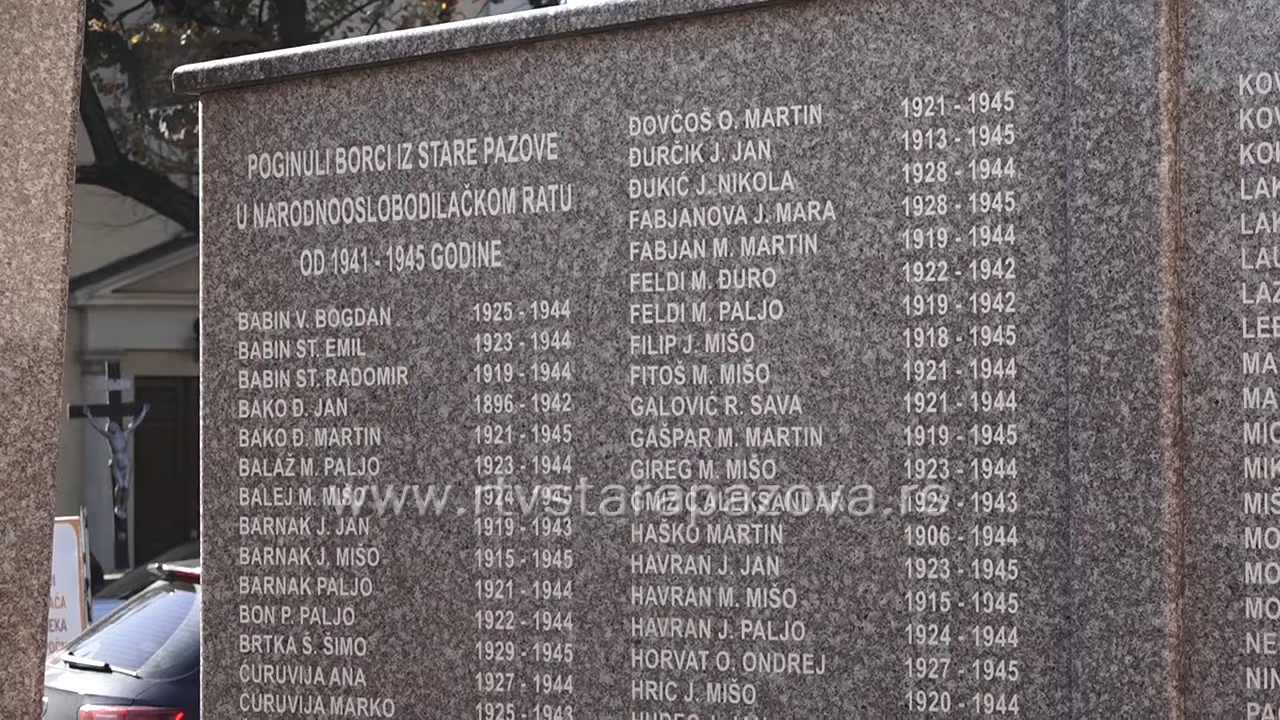 POGINULI BORCI IZ STARE PAZOVE
U NARODNOOSLOBODILAČKOM RATU
OD 1941 - 1945 GODINE
BABIN V. BOGDAN 1925 - 1944
BABIN ST. EMIL 1923 - 1944
BABIN ST. RADOMIR 1919 - 1944
BAKO Đ. JAN 1896 - 1942
BAKO Đ. MARTIN 1921 - 1945
BALÁŽ M. PALJO 1923 - 1944
BALEJ M. MIŠO 1924 - 1945
BARNAK J. JAN 1919 - 1943
BARNAK J. MIŠO 1915 - 1945
BARNAK PALJO 1921 - 1944
BON P. PALJO 1922 - 1944
BRTKA Š. ŠIMO 1929 - 1945
ĆURUVIJA ANA 1927 - 1944
ĆURUVIJA MARKO 1925 - 1943
ĐOVČOŠ O. MARTIN 1921 - 1945
ĐURČIK J. JAN 1913 - 1945
ĐUKIĆ J. NIKOLA 1928 - 1944
FABJANOVA J. MARA 1928 - 1945
FABJAN M. MARTIN 1919 - 1944
FELDI M. ĐURO 1922 - 1942
FELDI M. PALJO 1919 - 1942
FILIP J. MIŠO 1918 - 1945
FITOŠ M. MIŠO 1921 - 1944
GALOVIĆ R. SAVA 1921 - 1944
GAŠPAR M. MARTIN 1919 - 1945
GIREG M. MIŠO 1923 - 1944
ALEKSANDAR 1922 - 1943
HAŠKO MARTIN 1906 - 1944
HAVRAN J. JAN 1923 - 1945
HAVRAN M. MIŠO 1915 - 1945
HAVRAN J. PALJO 1924 - 1944
HORVAT O. ONDREJ 1927 - 1945
HRIC J. MIŠO 1920 - 1944
www.rtvstarapazova.rs